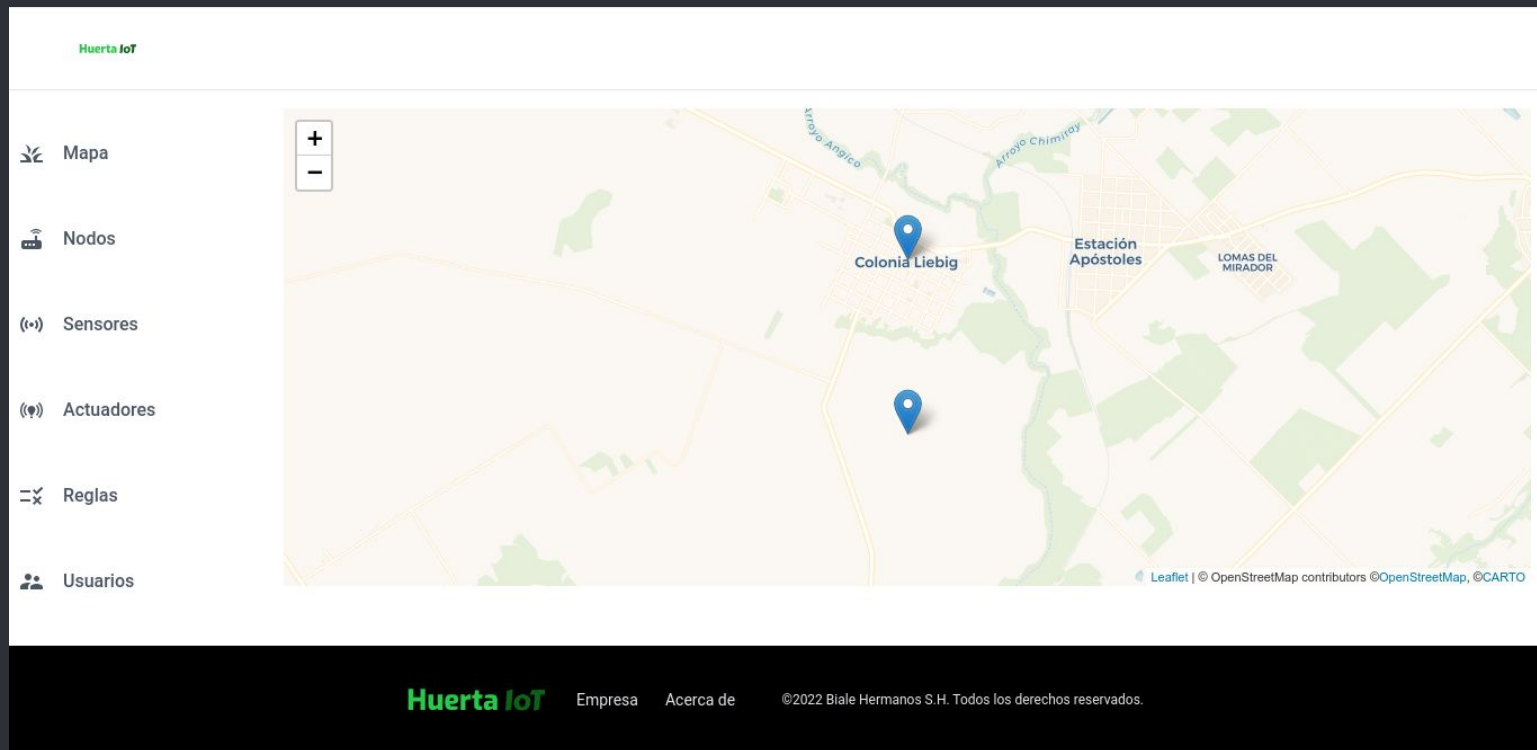 Huerta IoT
Mapa
Nodos
Sensores
Actuadores
Reglas
Usuarios
+
−
Arroyo Angico
Arroyo Chimiray
Colonia Liebig
Estación
Apóstoles
LOMAS DEL
MIRADOR
Leaflet | © OpenStreetMap contributors ©OpenStreetMap, ©CARTO
Huerta IoT Empresa Acerca de ©2022 Biale Hermanos S.H. Todos los derechos reservados.